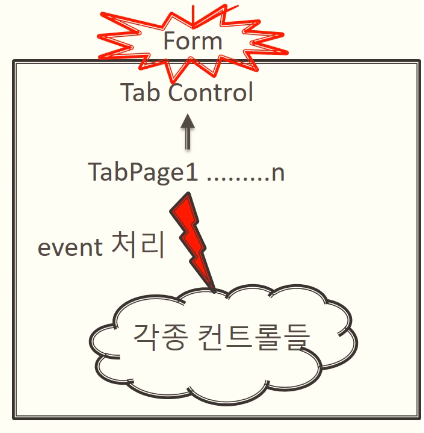 Form
Tab Control
TabPage1 .........n
event 처리
각종 컨트롤들